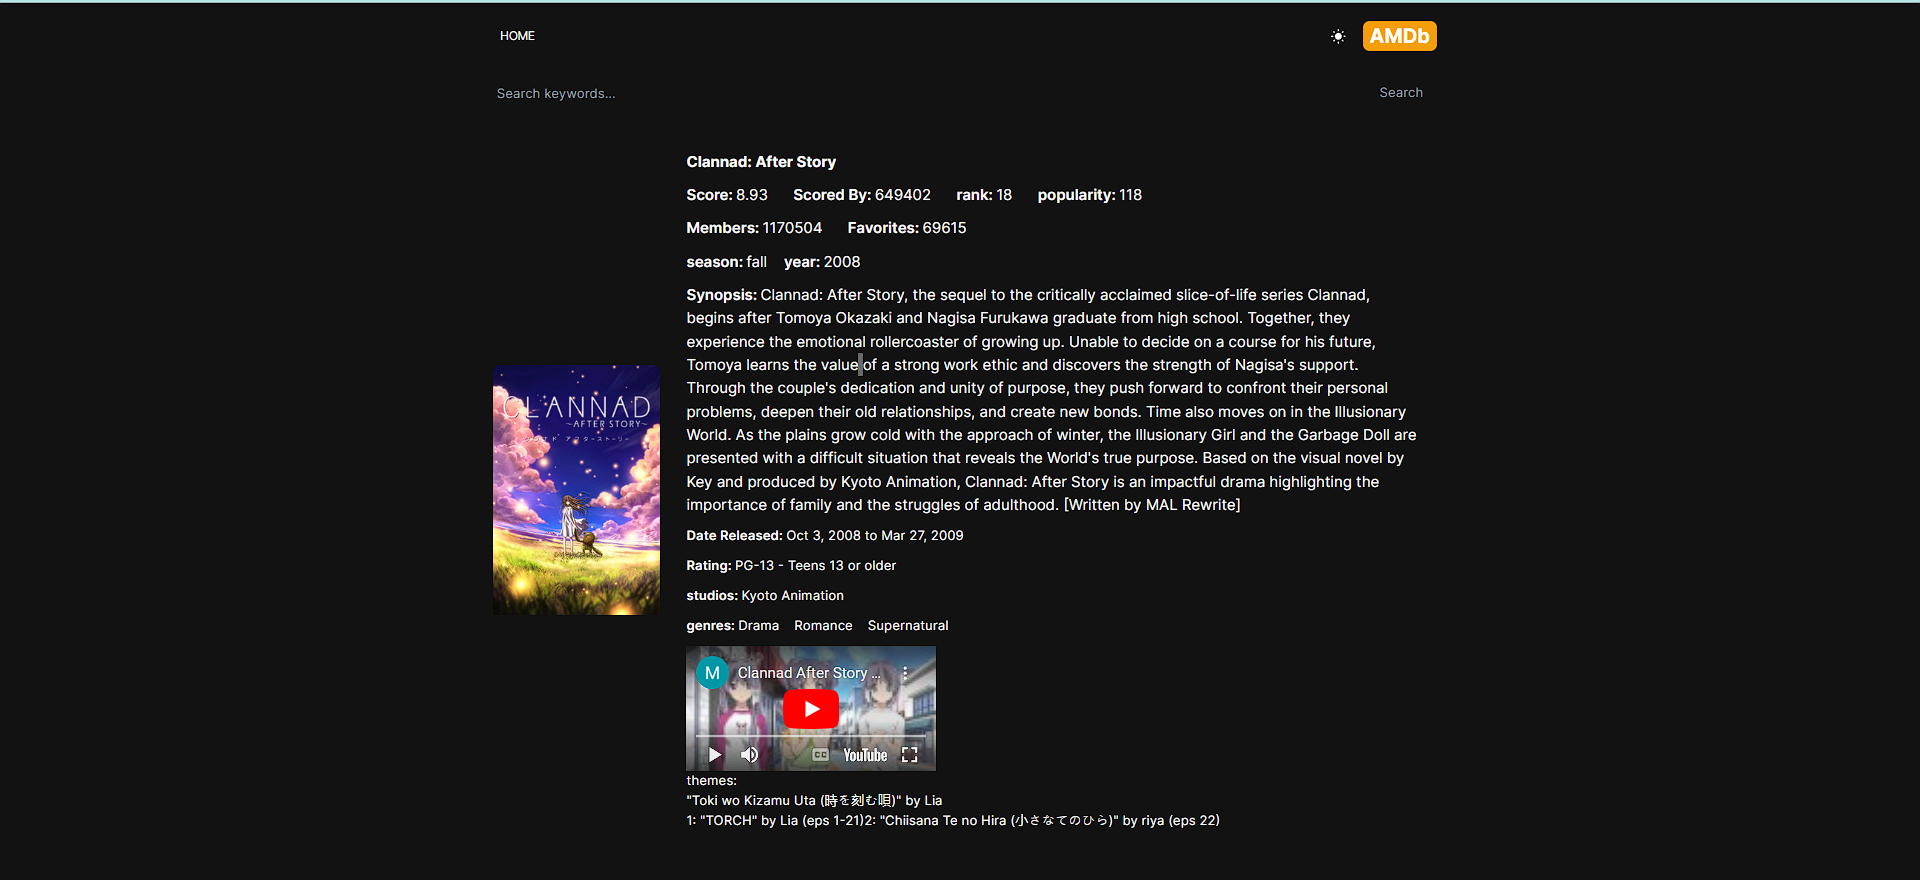 HOME
AMDb
Search keywords...
Search
Clannad: After Story
Score: 8.93 Scored By: 649402 rank: 18 popularity: 118
Members: 1170504 Favorites: 69615
season: fall year: 2008
Synopsis: Clannad: After Story, the sequel to the critically acclaimed slice-of-life series Clannad,
begins after Tomoya Okazaki and Nagisa Furukawa graduate from high school. Together, they
experience the emotional rollercoaster of growing up. Unable to decide on a course for his future,
Tomoya learns the value of a strong work ethic and discovers the strength of Nagisa's support.
Through the couple's dedication and unity of purpose, they push forward to confront their personal
problems, deepen their old relationships, and create new bonds. Time also moves on in the Illusionary
World. As the plains grow cold with the approach of winter, the Illusionary Girl and the Garbage Doll are
presented with a difficult situation that reveals the World's true purpose. Based on the visual novel by
Key and produced by Kyoto Animation, Clannad: After Story is an impactful drama highlighting the
importance of family and the struggles of adulthood. [Written by MAL Rewrite]
CLANNAD
~AFTER STORY~
Date Released: Oct 3, 2008 to Mar 27, 2009
Rating: PG-13 - Teens 13 or older
studios: Kyoto Animation
genres: Drama Romance Supernatural
M Clannad After Story ...
CC YouTube
themes:
"Toki wo Kizamu Uta (時を刻む唄)" by Lia
1: "TORCH" by Lia (eps 1-21)2: "Chiisana Te no Hira (小さなてのひら)" by riya (eps 22)